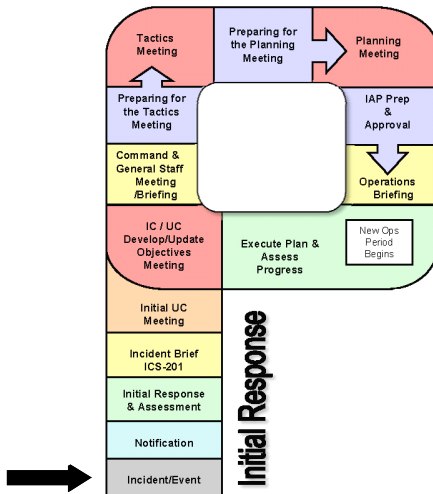 Tactics
Meeting
Preparing for
the Planning
Meeting
Planning
Meeting
Preparing for
the Tactics
Meeting
IAP Prep
&
Approval
Command &
General Staff
Meeting
/Briefing
Operations
Briefing
IC / UC
Develop/Update
Objectives
Meeting
Execute Plan &
Assess
Progress
New Ops
Period
Begins
Initial UC
Meeting
Incident Brief
ICS-201
Initial Response
& Assessment
Notification
Incident/Event
Initial Response